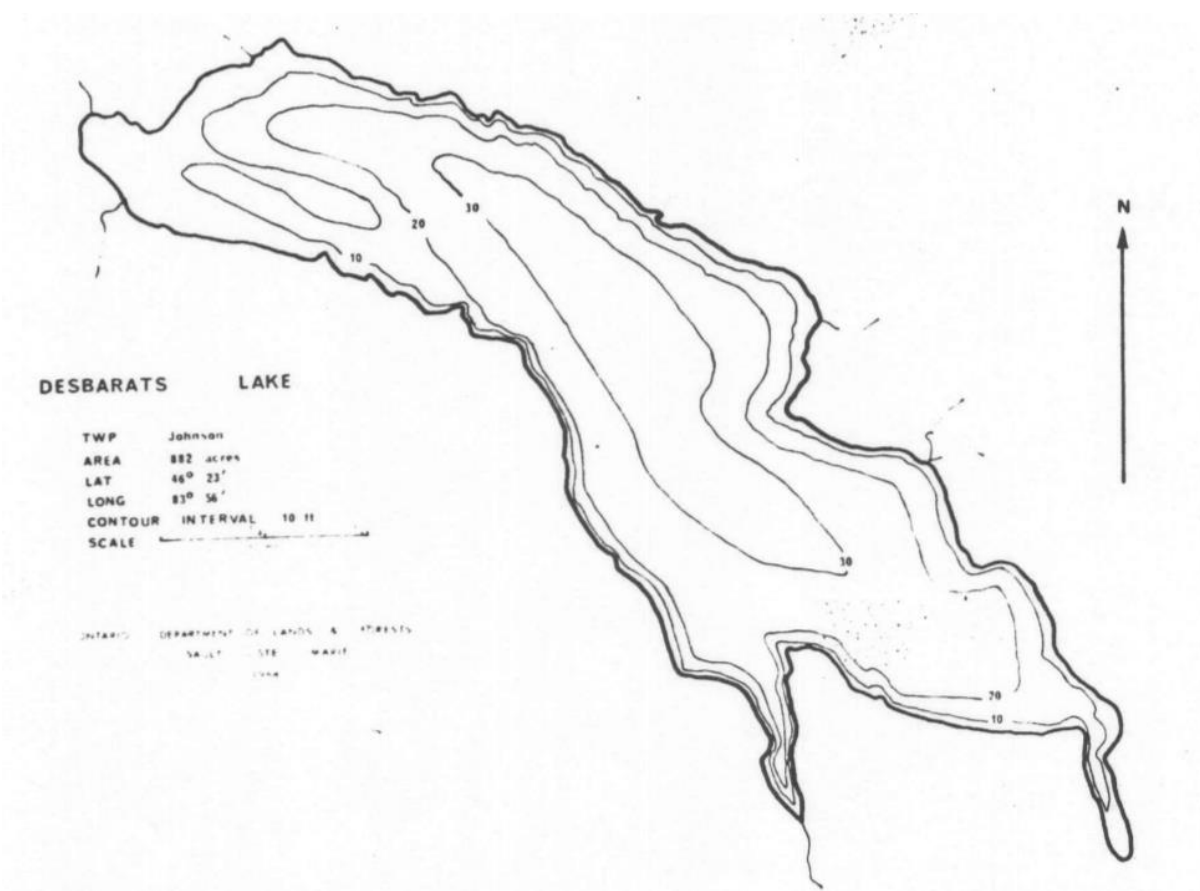 N
30
20
10
DESBARATS LAKE
TWP Johnson
AREA 882 acres
LAT 46° 23'
LONG 83° 56'
CONTOUR INTERVAL 10 ft
SCALE
30
ONTARIO DEPARTMENT OF LANDS & FORESTS
SAULT STE MARIE
20
10